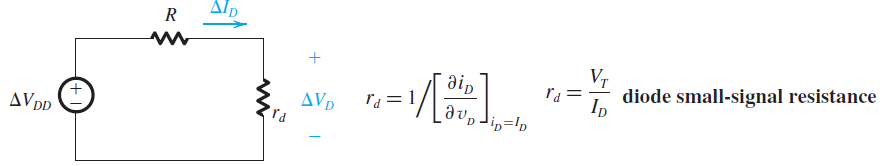 R
ΔI_D
+
−
ΔV_DD
r_d
+
ΔV_D
−
r_d = 1/[∂i_D/∂v_D]_{i_D=I_D}
r_d = V_T/I_D diode small-signal resistance